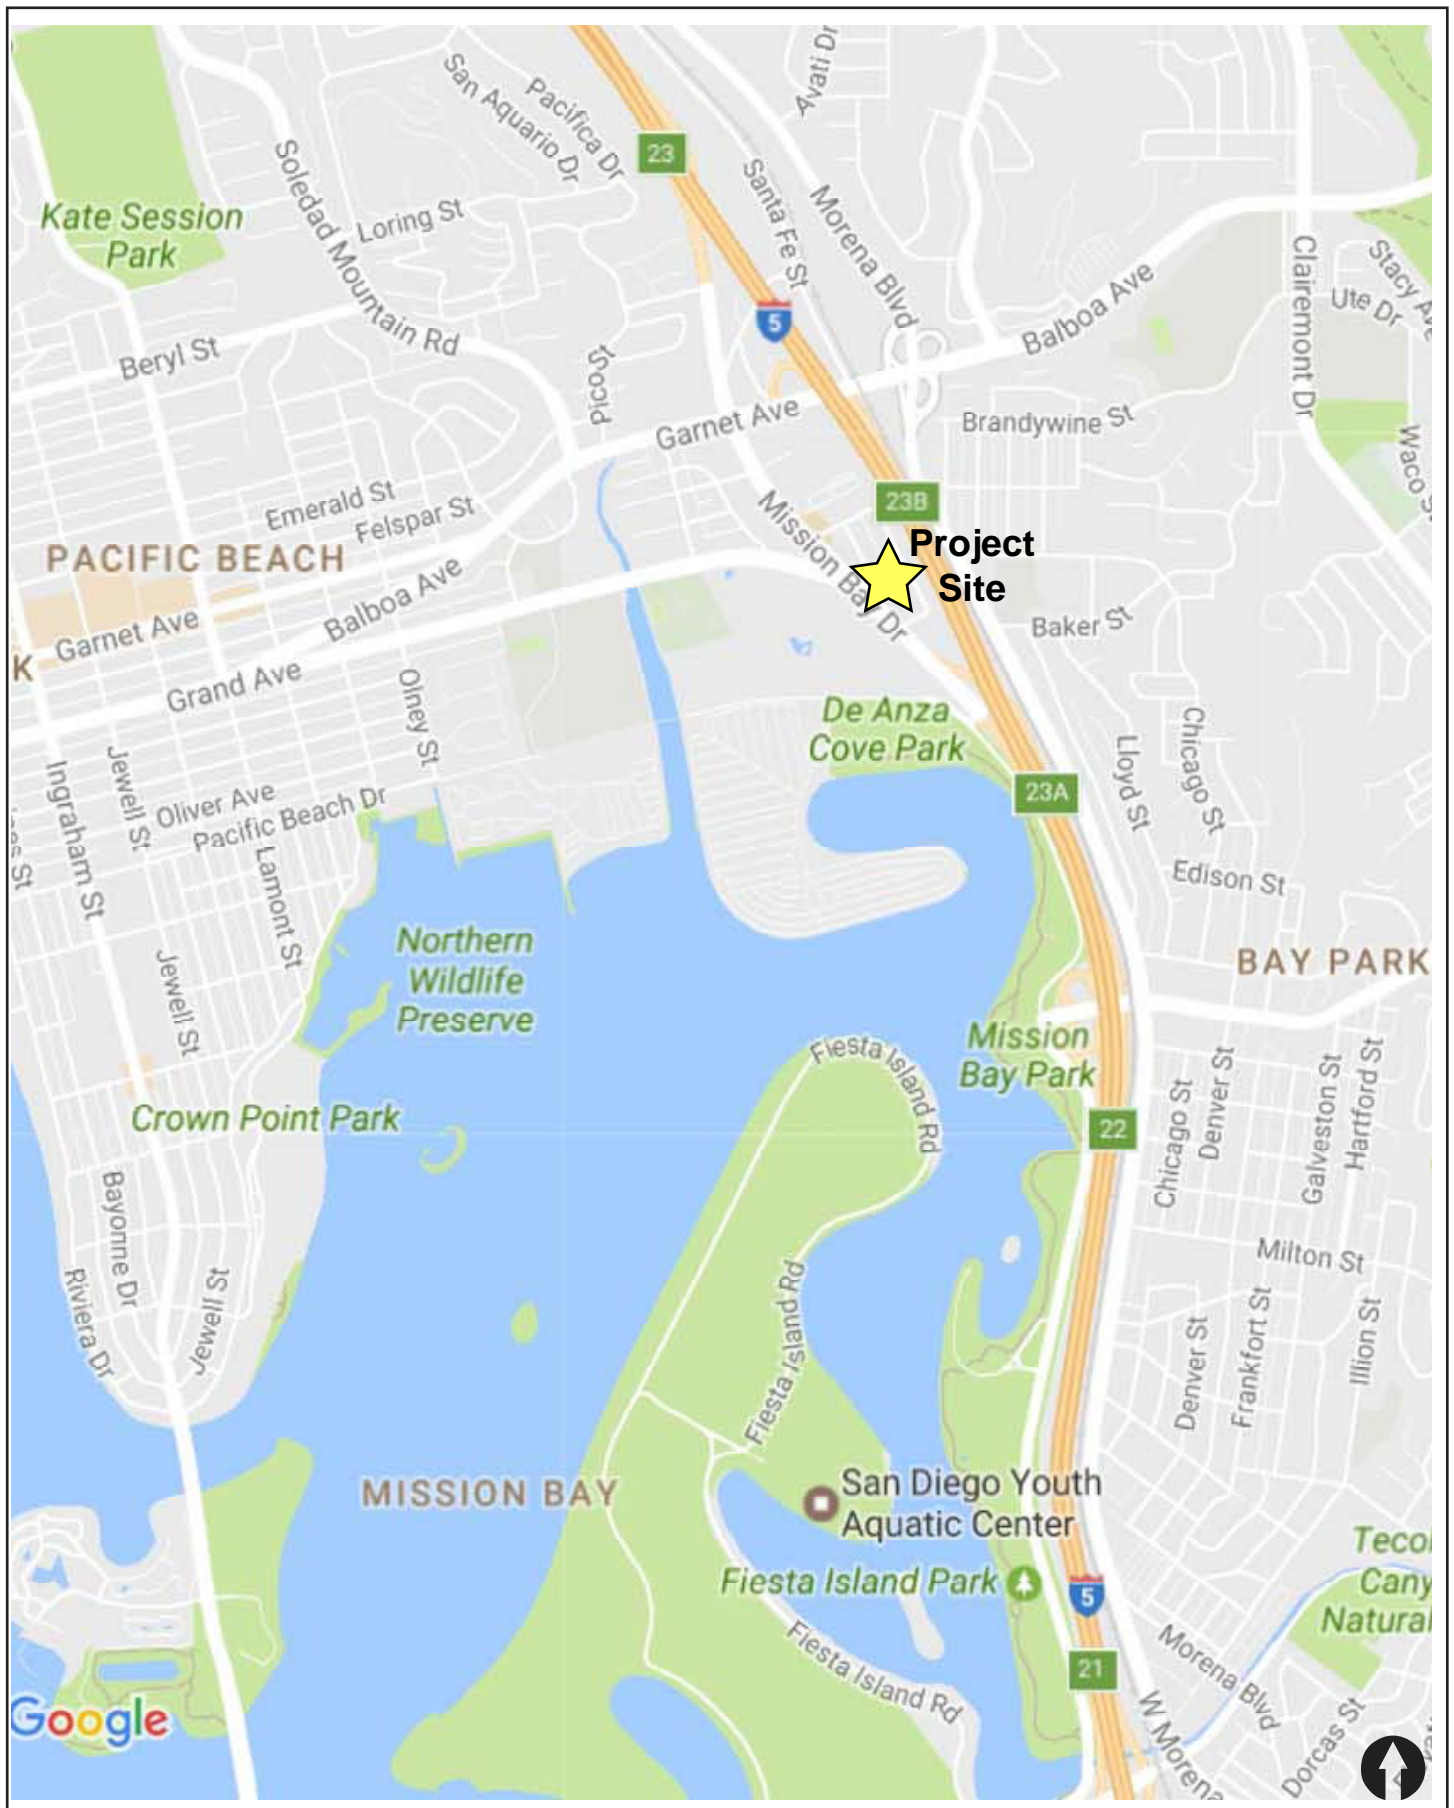 Avati Dr
San Aquario Dr
Pacifica Dr
23
Soledad Mountain Rd
Santa Fe St
Morena Blvd
Kate Session
Park
Loring St
Clairemont Dr
Stacy Ave
Ute Dr
5
Balboa Ave
Beryl St
Pico St
Garnet Ave
Brandywine St
Waco St
Emerald St
Felspar St
23B
Mission Bay Dr
Project
Site
PACIFIC BEACH
Balboa Ave
Garnet Ave
Baker St
K
Grand Ave
Olney St
De Anza
Cove Park
Lloyd St
Chicago St
23A
Ingraham St
Jewell St
Oliver Ave
Pacific Beach Dr
Lamont St
Edison St
Northern
Wildlife
Preserve
BAY PARK
Jewell St
Fiesta Island Rd
Mission
Bay Park
Crown Point Park
22
Chicago St
Denver St
Galveston St
Hartford St
Bayonne Dr
Riviera Dr
Jewell St
Fiesta Island Rd
Milton St
Denver St
Frankfort St
Illion St
MISSION BAY
San Diego Youth
Aquatic Center
Fiesta Island Park
5
Tecol
Cany
Natural
Fiesta Island Rd
21
Morena Blvd
W Morena
Dorcas St
Google